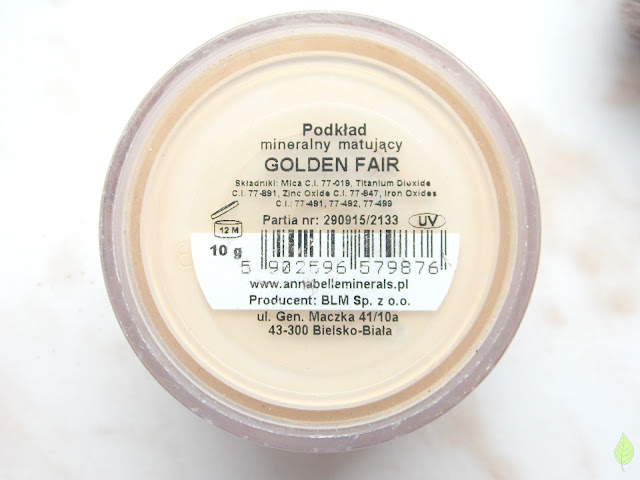 Podkład
mineralny matujący
GOLDEN FAIR
Składniki: Mica C.I. 77-019, Titanium Dioxide
C.I. 77-891, Zinc Oxide C.I. 77-947, Iron Oxides
C.I.: 77-491, 77-492, 77-499
Partia nr: 290915/2133
UV
12 M
10 g
5 902596 579876
www.annabelleminerals.pl
Producent: BLM Sp. z o.o.
ul. Gen. Maczka 41/10a
43-300 Bielsko-Biała